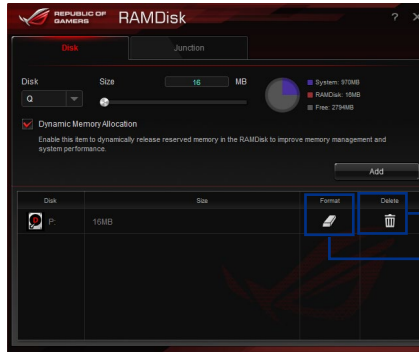 REPUBLIC OF
GAMERS
RAMDisk
?
Disk
Junction
Disk
Size
16
MB
System: 970MB
RAMDisk: 16MB
Free: 2794MB
Q
Dynamic Memory Allocation
Enable this item to dynamically release reserved memory in the RAMDisk to improve memory management and
system performance.
Add
Disk
Size
Format
Delete
P:
16MB